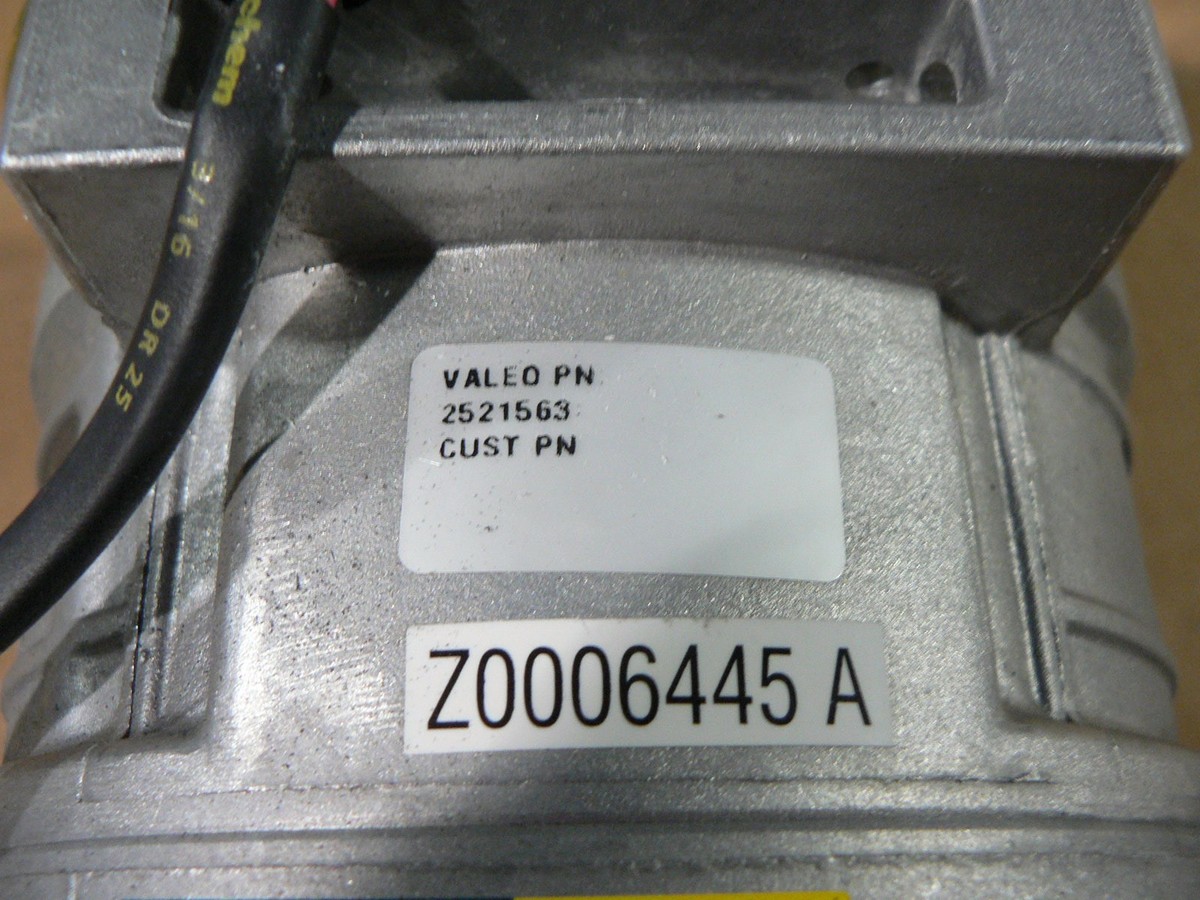 chem
3/16 DR 25
VALEO PN
2521563
CUST PN
Z0006445 A